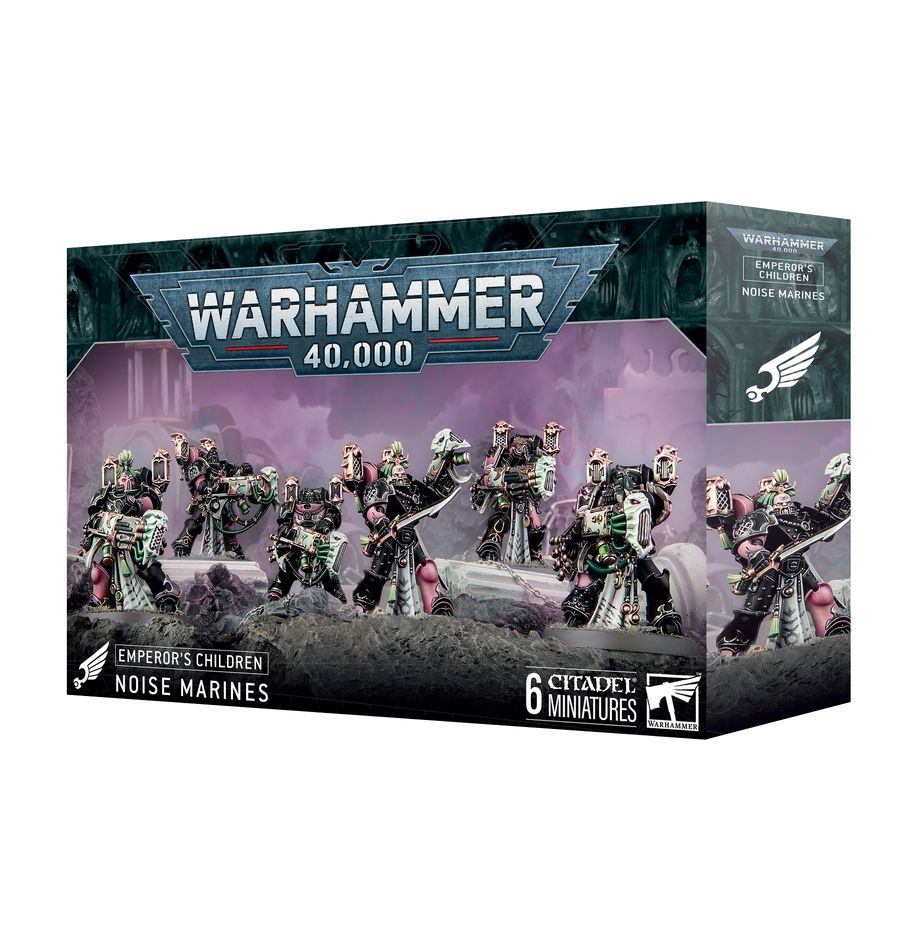 WARHAMMER
40,000
EMPEROR'S CHILDREN
NOISE MARINES
6 CITADEL
MINIATURES
WARHAMMER
WARHAMMER
40,000
EMPEROR'S
CHILDREN
NOISE MARINES